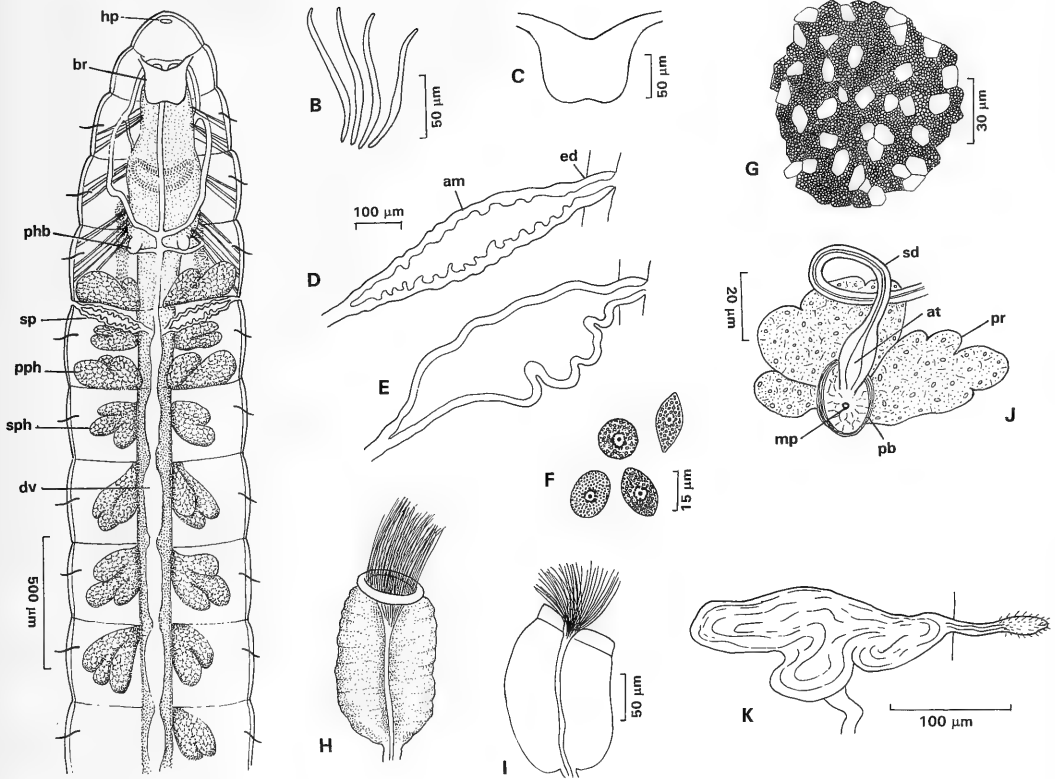 hp
br
phb
sp
pph
sph
dv
500 µm
B
50 µm
C
50 µm
G
30 µm
am
ed
100 µm
D
E
F
15 µm
sd
20 µm
at
pr
J
mp
pb
H
I
50 µm
K
100 µm